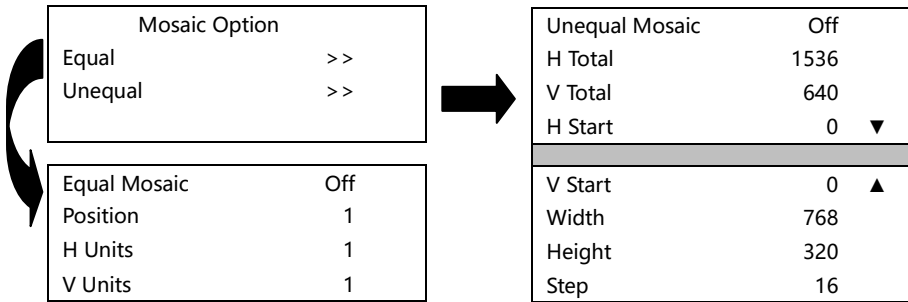 Mosaic Option
Equal >>
Unequal >>
Equal Mosaic Off
Position 1
H Units 1
V Units 1
Unequal Mosaic Off
H Total 1536
V Total 640
H Start 0 ▼
V Start 0 ▲
Width 768
Height 320
Step 16